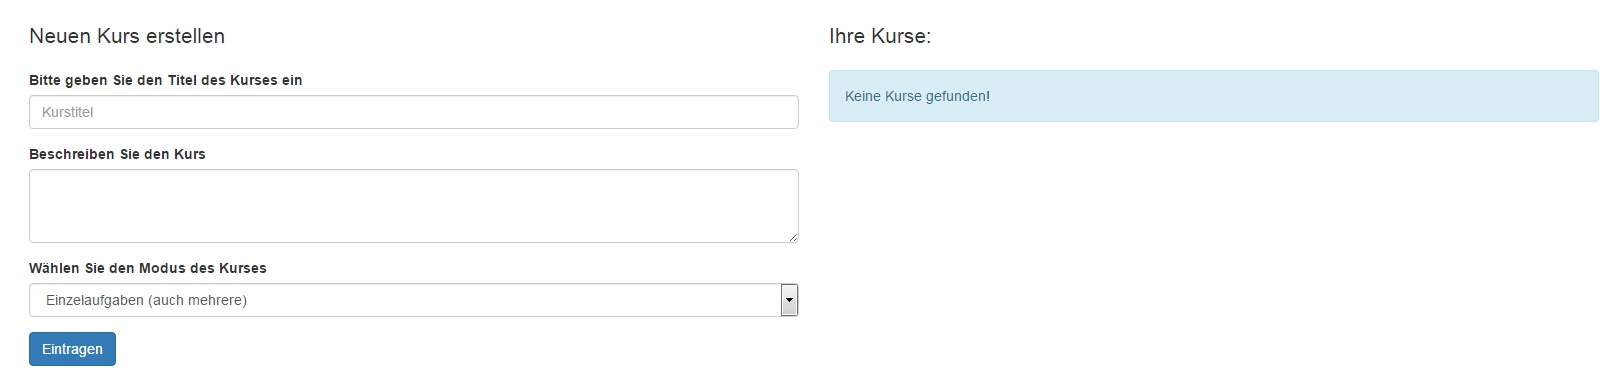 Neuen Kurs erstellen
Bitte geben Sie den Titel des Kurses ein
Kurstitel
Beschreiben Sie den Kurs
Wählen Sie den Modus des Kurses
Einzelaufgaben (auch mehrere)
Eintragen
Ihre Kurse:
Keine Kurse gefunden!